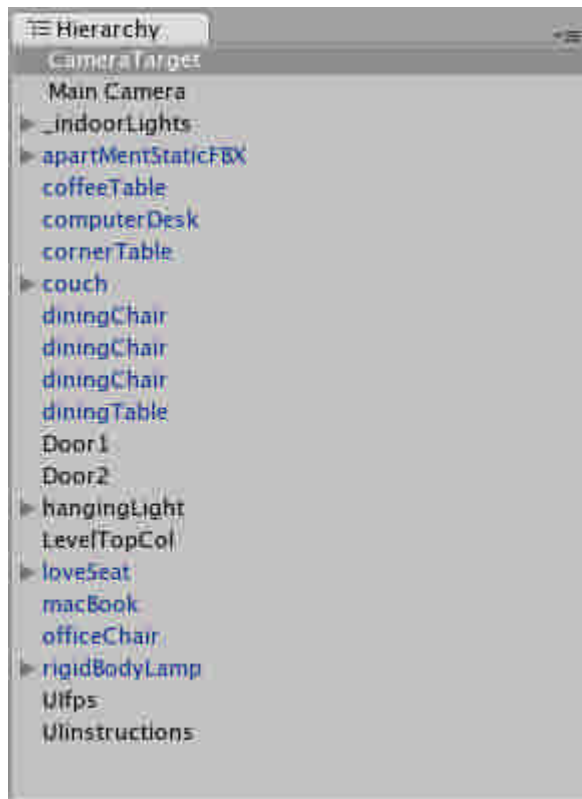 Hierarchy
CameraTarget
Main Camera
_indoorLights
apartMentStaticFBX
coffeeTable
computerDesk
cornerTable
couch
diningChair
diningChair
diningChair
diningTable
Door1
Door2
hangingLight
LevelTopCol
loveSeat
macBook
officeChair
rigidBodyLamp
UIfps
UIinstructions